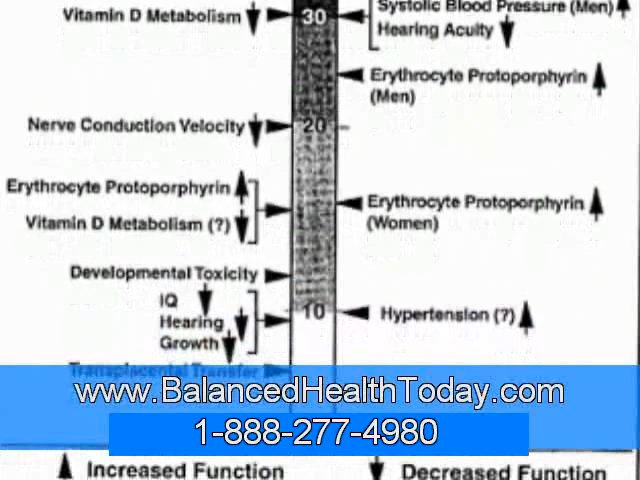 Vitamin D Metabolism
30
Systolic Blood Pressure (Men)
Hearing Acuity
Erythrocyte Protoporphyrin
(Men)
Nerve Conduction Velocity
20
Erythrocyte Protoporphyrin
Vitamin D Metabolism (?)
Erythrocyte Protoporphyrin
(Women)
Developmental Toxicity
IQ
Hearing
Growth
10
Hypertension (?)
Transplacental Transfer
www.BalancedHealthToday.com
1-888-277-4980
Increased Function
Decreased Function